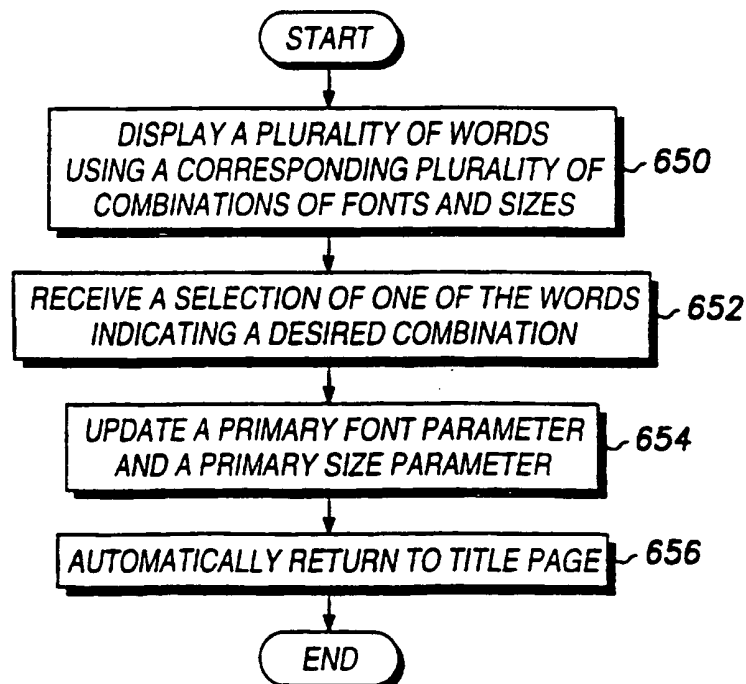 START
DISPLAY A PLURALITY OF WORDS
USING A CORRESPONDING PLURALITY OF
COMBINATIONS OF FONTS AND SIZES
650
RECEIVE A SELECTION OF ONE OF THE WORDS
INDICATING A DESIRED COMBINATION
652
UPDATE A PRIMARY FONT PARAMETER
AND A PRIMARY SIZE PARAMETER
654
AUTOMATICALLY RETURN TO TITLE PAGE
656
END